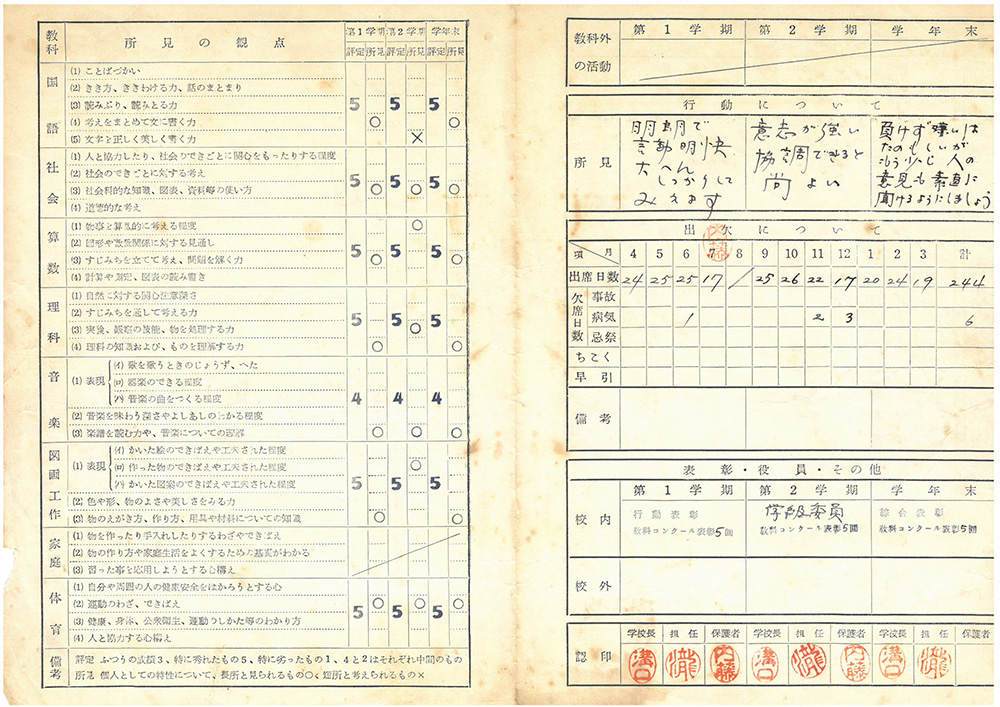 教科 所見の観点 第1学期 第2学期 学年末
評定 所見 評定 所見 評定 所見
国語
(1) ことばづかい
(2) きき方、ききわける力、話のまとまり
(3) 読みぶり、読みとる力 5 5 5
(4) 考えをまとめて文に書く力 ○ ○
(5) 文字を正しく美しく書く力 ×
社会
(1) 人と協力したり、社会のできごとに関心をもったりする程度
(2) 社会のできごとに対する考え 5 5 5
(3) 社会科的な知識、図表、資料等の使い方 ○ ○ ○
(4) 道徳的な考え
算数
(1) 物事を算数的に考える程度 ○
(2) 図形や数量関係に対する見通し 5 5 5
(3) すじみちを立てて考え、問題を解く力 ○ ○
(4) 計算や測定、図表の読み書き
理科
(1) 自然に対する関心注意深さ
(2) すじみちを通して考える力 5 5 5
(3) 実験、観察の技能、物を処理する力 ○
(4) 理科の知識および、ものを理解する力 ○ ○
音楽
(1) 表現
(イ) 歌を歌うときのじょうず、へた
(ロ) 器楽のできる程度
(ハ) 音楽の曲をつくる程度 4 4 4
(2) 音楽を味わう深さやよしあしのわかる程度
(3) 楽譜を読む力や、音楽についての理解 ○ ○ ○
図画工作
(1) 表現
(イ) かいた絵のできばえや工夫された程度
(ロ) 作った物のできばえや工夫された程度 ○
(ハ) かいた図案のできばえや工夫された程度 5 5 5
(2) 色や形、物のよさや美しさをみる力
(3) 物のえがき方、作り方、用具や材料についての知識 ○ ○
家庭
(1) 物を作ったり手入れしたりするわざやできばえ
(2) 物の作り方や家庭生活をよくするための基礎がわかる
(3) 習った事を応用しようとする心構え
体育
(1) 自分や周囲の人の健康安全をはかろうとする心
(2) 運動のわざ、できばえ ○ ○ ○
(3) 健康、身体、公衆衛生、運動のしかた等のわかり方 5 5 5
(4) 人と協力する心構え
備考
評定 ふつうの成績3、特に秀れたもの5、特に劣ったもの1、4と2はそれぞれ中間のもの
所見 個人としての特性について、長所と見られるもの○、短所と考えられるもの×
教科外の活動 第1学期 第2学期 学年末
行動について
所見
明朗で
言動明快
大へん
しっかりして
みえます
意志が強い
協調できると
尚よい
負けず嫌いは
たのもしいが
もう少し人の
意見も素直に
聞けるようにしましょう
出欠について
内藤
項 月 4 5 6 7 8 9 10 11 12 1 2 3 計
出席日数 24 25 25 17 / 25 26 22 17 20 24 19 244
欠席日数
事故
病気 1 2 3 6
忌祭
ちこく
早引
備考
表彰・役員・その他
第1学期 第2学期 学年末
校内
行動表彰 学級委員 綜合表彰
教科コンクール表彰5個 教科コンクール表彰5個 教科コンクール表彰5個
校外
学校長 担任 保護者 学校長 担任 保護者 学校長 担任 保護者
認印 溝口 瀧 内藤 溝口 瀧 内藤 溝口 瀧